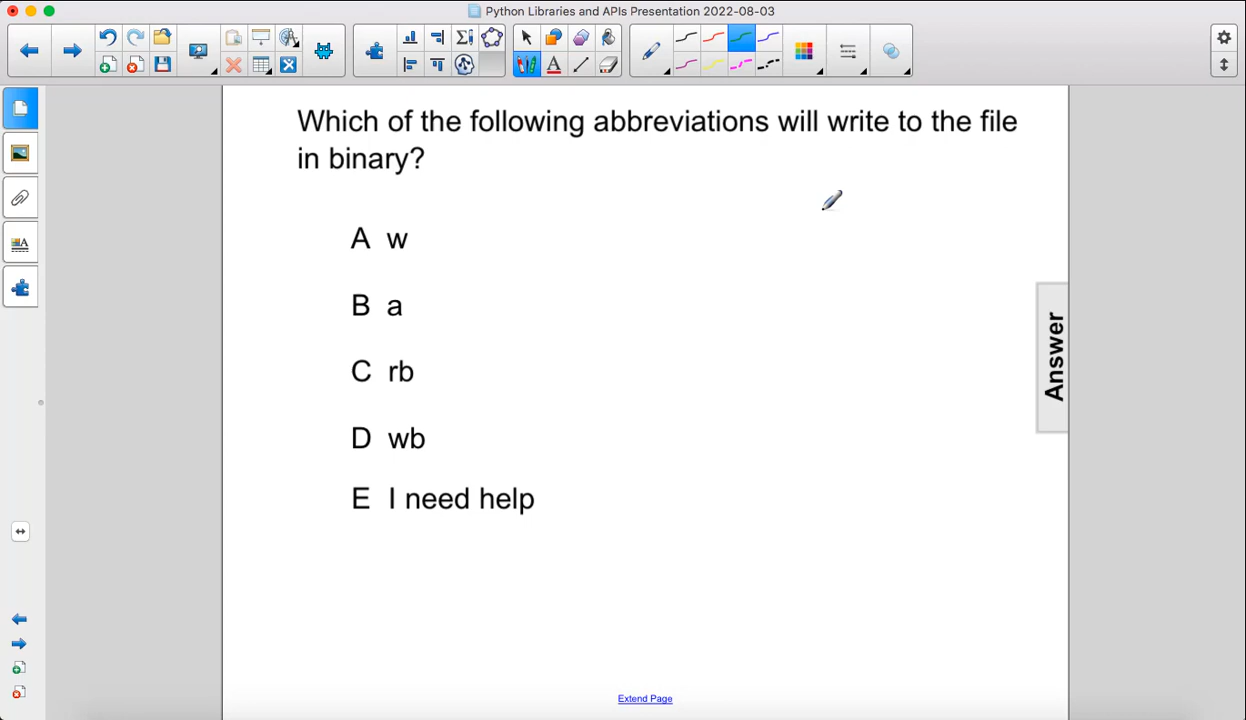 Python Libraries and APIs Presentation 2022-08-03
Which of the following abbreviations will write to the file
in binary?
A w
B a
C rb
D wb
E I need help
Answer
Extend Page